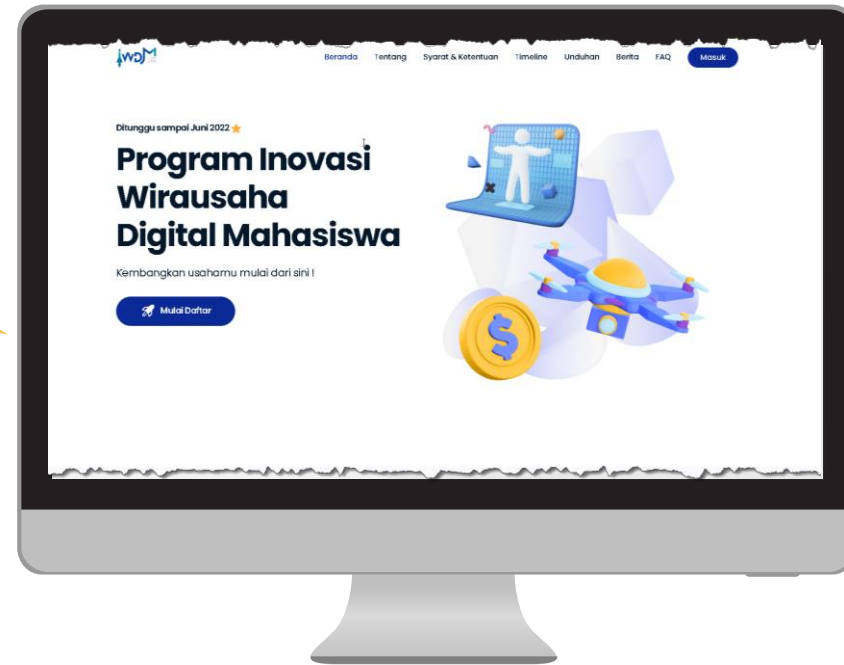 iwdm
Beranda Tentang Syarat & Ketentuan Timeline Unduhan Berita FAQ Masuk
Ditunggu sampai Juni 2022
Program Inovasi
Wirausaha
Digital Mahasiswa
Kembangkan usahamu mulai dari sini !
Mulai Daftar